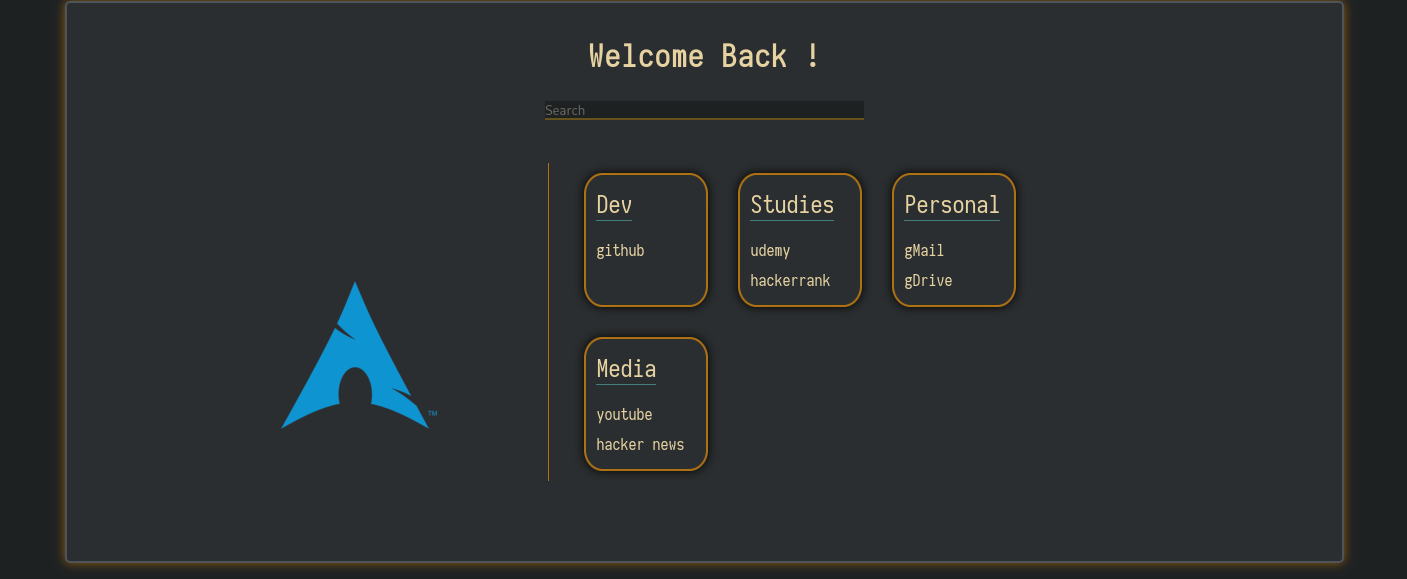 Welcome Back !
Search
Dev
github
Studies
udemy
hackerrank
Personal
gMail
gDrive
Media
youtube
hacker news
TM